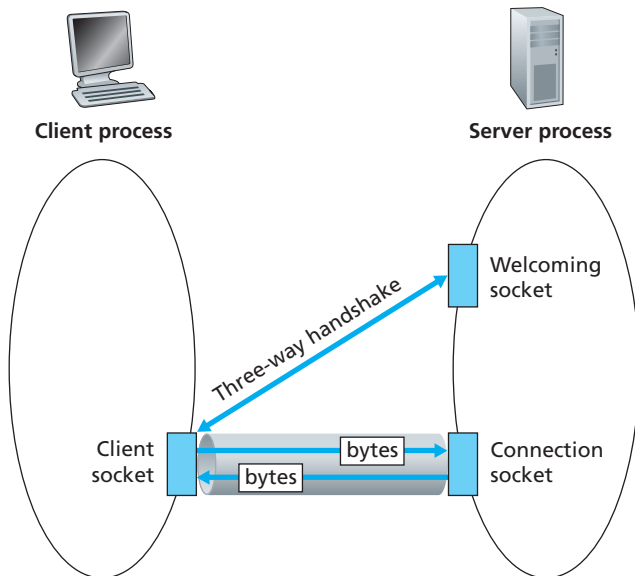 Client process
Server process
Welcoming
socket
Three-way handshake
Client
socket
bytes
bytes
Connection
socket